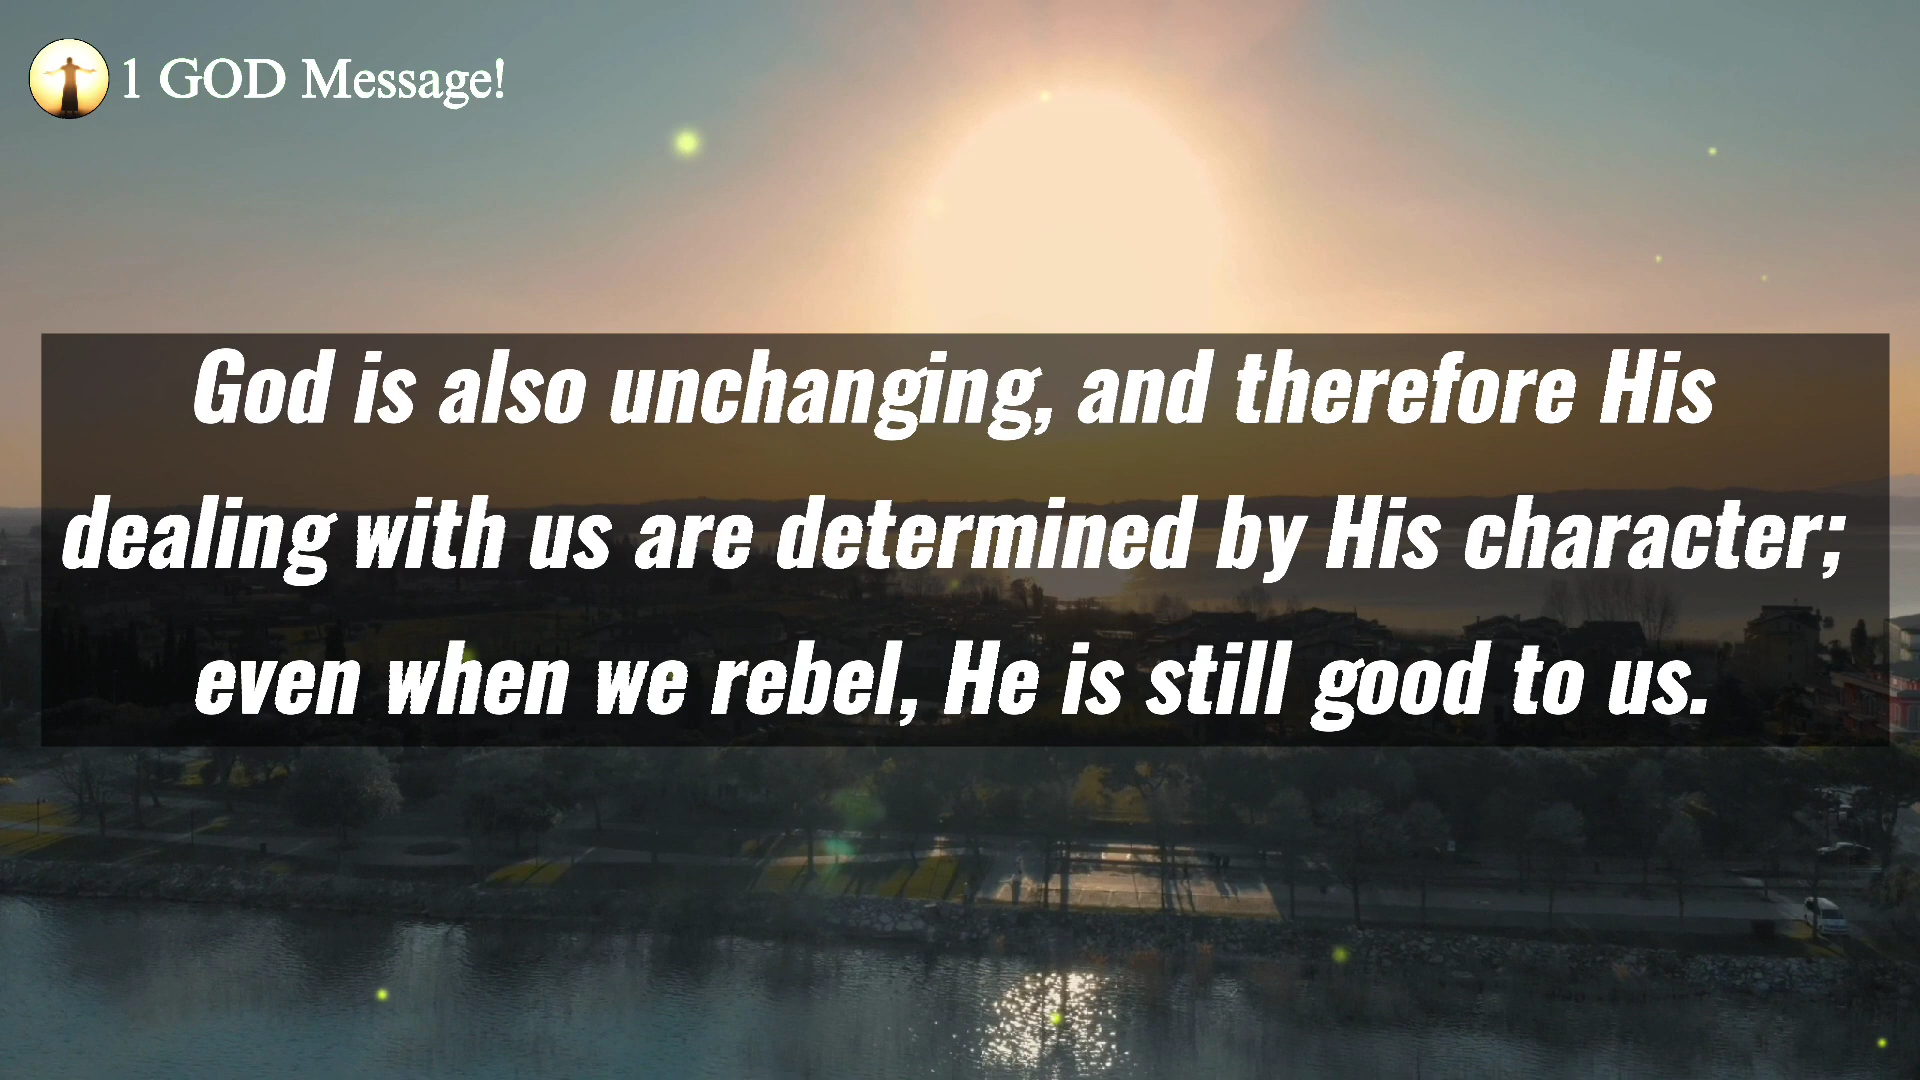 1 GOD Message!
God is also unchanging, and therefore His
dealing with us are determined by His character;
even when we rebel, He is still good to us.